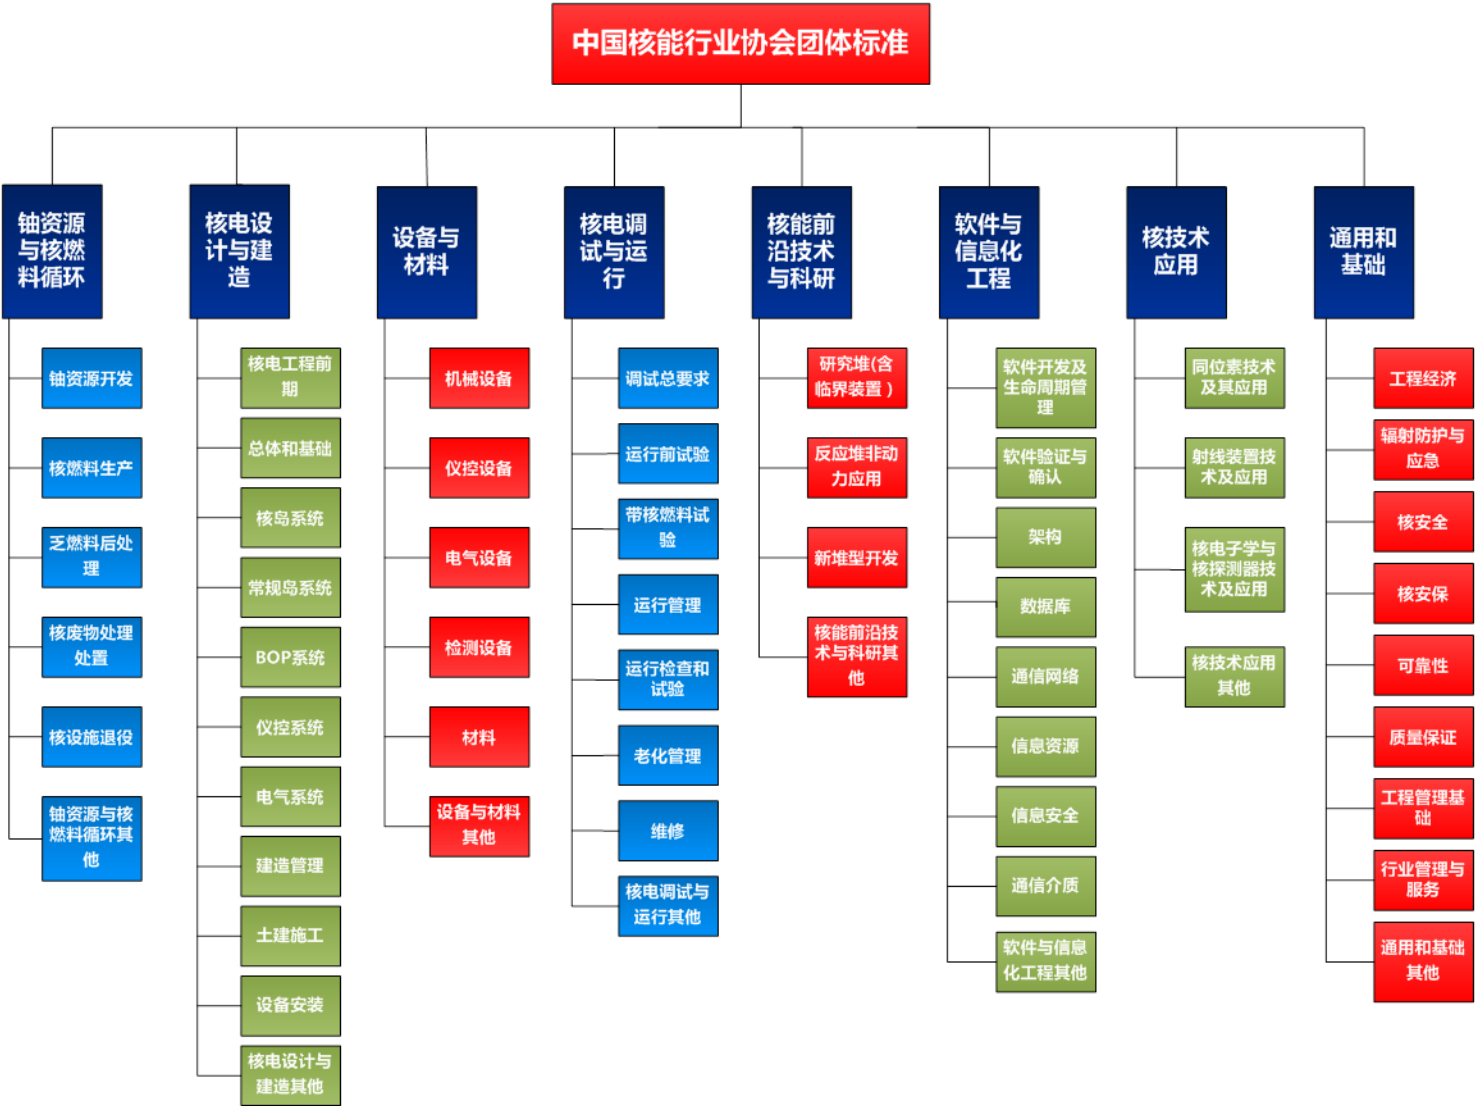 中国核能行业协会团体标准
铀资源
与核燃
料循环
核电设
计与建
造
设备与
材料
核电调
试与运
行
核能前
沿技术
与科研
软件与
信息化
工程
核技术
应用
通用和
基础
铀资源开发
核燃料生产
乏燃料后处
理
核废物处理
处置
核设施退役
铀资源与核
燃料循环其
他
核电工程前
期
总体和基础
核岛系统
常规岛系统
BOP系统
仪控系统
电气系统
建造管理
土建施工
设备安装
核电设计与
建造其他
机械设备
仪控设备
电气设备
检测设备
材料
设备与材料
其他
调试总要求
运行前试验
带核燃料试
验
运行管理
运行检查和
试验
老化管理
维修
核电调试与
运行其他
研究堆(含
临界装置）
反应堆非动
力应用
新堆型开发
核能前沿技
术与科研其
他
软件开发及
生命周期管
理
软件验证与
确认
架构
数据库
通信网络
信息资源
信息安全
通信介质
软件与信息
化工程其他
同位素技术
及其应用
射线装置技
术及应用
核电子学与
核探测器技
术及应用
核技术应用
其他
工程经济
辐射防护与
应急
核安全
核安保
可靠性
质量保证
工程管理基
础
行业管理与
服务
通用和基础
其他